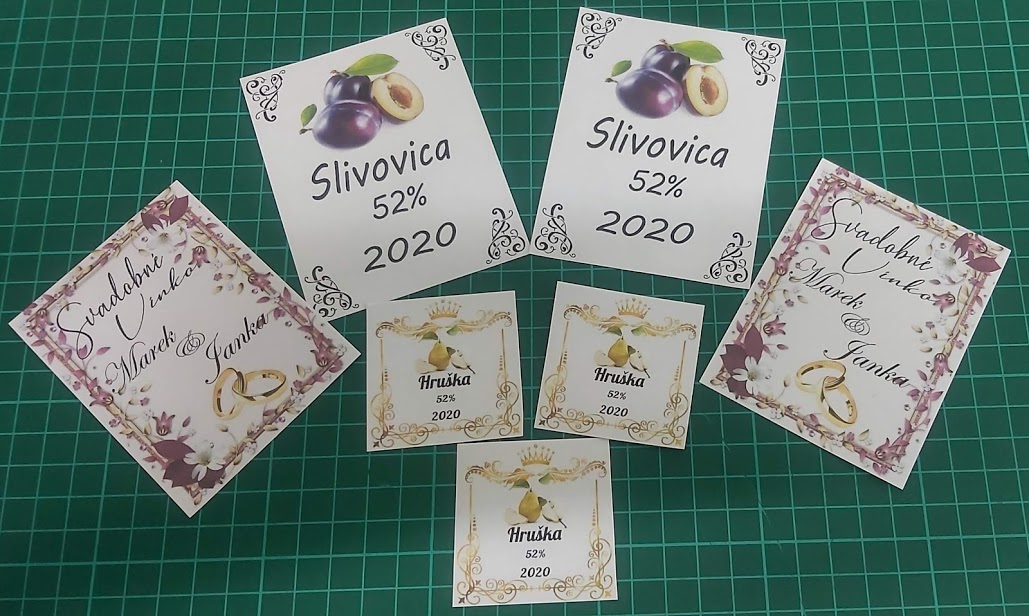 Slivovica
52%
2020
Slivovica
52%
2020
Svadobné
Vínko
Marek
&
Janka
Svadobné
Vínko
Marek
&
Janka
Hruška
52%
2020
Hruška
52%
2020
Hruška
52%
2020